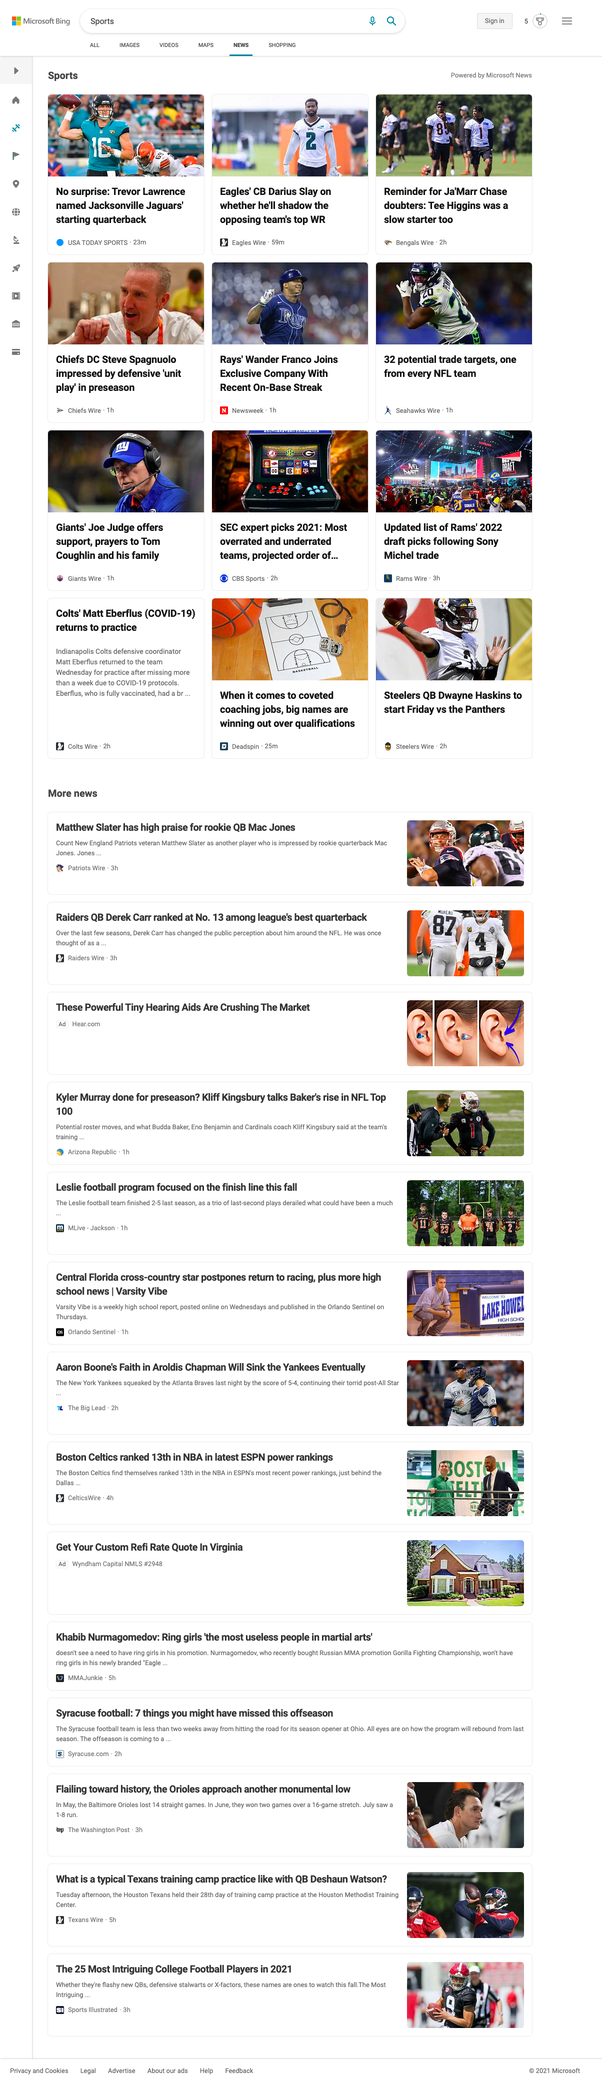 Microsoft Bing
Sports
Sign in
5
ALL IMAGES VIDEOS MAPS NEWS SHOPPING
Sports
Powered by Microsoft News
No surprise: Trevor Lawrence
named Jacksonville Jaguars'
starting quarterback
USA TODAY SPORTS · 23m
Eagles' CB Darius Slay on
whether he'll shadow the
opposing team's top WR
Eagles Wire · 59m
Reminder for Ja'Marr Chase
doubters: Tee Higgins was a
slow starter too
Bengals Wire · 2h
Chiefs DC Steve Spagnuolo
impressed by defensive 'unit
play' in preseason
Chiefs Wire · 1h
Rays' Wander Franco Joins
Exclusive Company With
Recent On-Base Streak
Newsweek · 1h
32 potential trade targets, one
from every NFL team
Seahawks Wire · 1h
Giants' Joe Judge offers
support, prayers to Tom
Coughlin and his family
Giants Wire · 1h
SEC expert picks 2021: Most
overrated and underrated
teams, projected order of...
CBS Sports · 2h
Updated list of Rams' 2022
draft picks following Sony
Michel trade
Rams Wire · 3h
Colts' Matt Eberflus (COVID-19)
returns to practice
Indianapolis Colts defensive coordinator
Matt Eberflus returned to the team
Wednesday for practice after missing more
than a week due to COVID-19 protocols.
Eberflus, who is fully vaccinated, had a br ...
Colts Wire · 2h
When it comes to coveted
coaching jobs, big names are
winning out over qualifications
Deadspin · 25m
Steelers QB Dwayne Haskins to
start Friday vs the Panthers
Steelers Wire · 2h
More news
Matthew Slater has high praise for rookie QB Mac Jones
Count New England Patriots veteran Matthew Slater as another player who is impressed by rookie quarterback Mac
Jones. Jones ...
Patriots Wire · 3h
Raiders QB Derek Carr ranked at No. 13 among league's best quarterback
Over the last few seasons, Derek Carr has changed the public perception about him around the NFL. He was once
thought of as a ...
Raiders Wire · 3h
These Powerful Tiny Hearing Aids Are Crushing The Market
Ad Hear.com
Kyler Murray done for preseason? Kliff Kingsbury talks Baker's rise in NFL Top
100
Potential roster moves, and what Budda Baker, Eno Benjamin and Cardinals coach Kliff Kingsbury said at the team's
training ...
Arizona Republic · 1h
Leslie football program focused on the finish line this fall
The Leslie football team finished 2-5 last season, as a trio of last-second plays derailed what could have been a much
...
MLive - Jackson · 1h
Central Florida cross-country star postpones return to racing, plus more high
school news | Varsity Vibe
Varsity Vibe is a weekly high school report, posted online on Wednesdays and published in the Orlando Sentinel on
Thursdays.
Orlando Sentinel · 1h
LAKE HOWEL
HIGH SCHO
Aaron Boone's Faith in Aroldis Chapman Will Sink the Yankees Eventually
The New York Yankees squeaked by the Atlanta Braves last night by the score of 5-4, continuing their torrid post-All Star
...
The Big Lead · 2h
Boston Celtics ranked 13th in NBA in latest ESPN power rankings
The Boston Celtics find themselves ranked 13th in the NBA in ESPN's most recent power rankings, just behind the
Dallas ...
CelticsWire · 4h
BOSTON
Get Your Custom Refi Rate Quote In Virginia
Ad Wyndham Capital NMLS #2948
Khabib Nurmagomedov: Ring girls 'the most useless people in martial arts'
doesn't see a need to have ring girls in his promotion. Nurmagomedov, who recently bought Russian MMA promotion Gorilla Fighting Championship, won't have
ring girls in his newly branded "Eagle ...
MMAJunkie · 5h
Syracuse football: 7 things you might have missed this offseason
The Syracuse football team is less than two weeks away from hitting the road for its season opener at Ohio. All eyes are on how the program will rebound from last
season. The offseason is coming to a ...
Syracuse.com · 2h
Flailing toward history, the Orioles approach another monumental low
In May, the Baltimore Orioles lost 14 straight games. In June, they won two games over a 16-game stretch. July saw a
1-8 run.
The Washington Post · 3h
What is a typical Texans training camp practice like with QB Deshaun Watson?
Tuesday afternoon, the Houston Texans held their 28th day of training camp practice at the Houston Methodist Training
Center.
Texans Wire · 5h
The 25 Most Intriguing College Football Players in 2021
Whether they're flashy new QBs, defensive stalwarts or X-factors, these names are ones to watch this fall.The Most
Intriguing ...
Sports Illustrated · 3h
Privacy and Cookies Legal Advertise About our ads Help Feedback © 2021 Microsoft